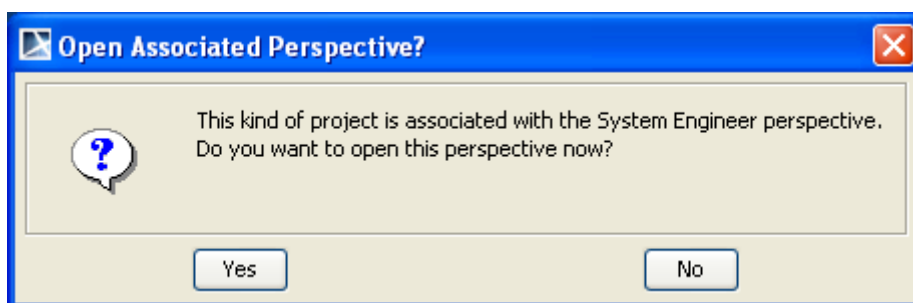 Open Associated Perspective?
This kind of project is associated with the System Engineer perspective.
Do you want to open this perspective now?
Yes
No